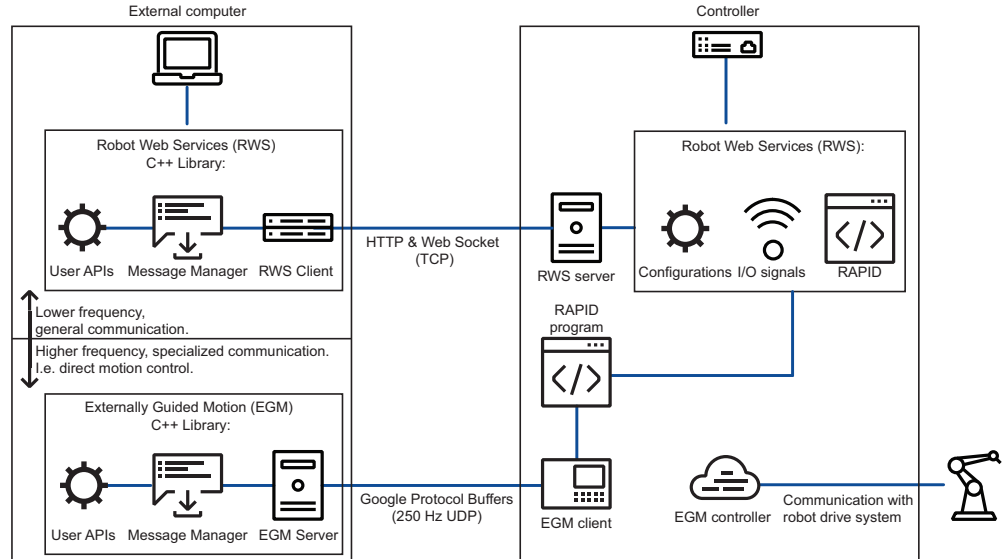 External computer
Controller
Robot Web Services (RWS)
C++ Library:
User APIs
Message Manager
RWS Client
HTTP & Web Socket
(TCP)
RWS server
Robot Web Services (RWS):
Configurations
I/O signals
RAPID
Lower frequency,
general communication.
Higher frequency, specialized communication.
I.e. direct motion control.
RAPID
program
Externally Guided Motion (EGM)
C++ Library:
User APIs
Message Manager
EGM Server
Google Protocol Buffers
(250 Hz UDP)
EGM client
EGM controller
Communication with
robot drive system